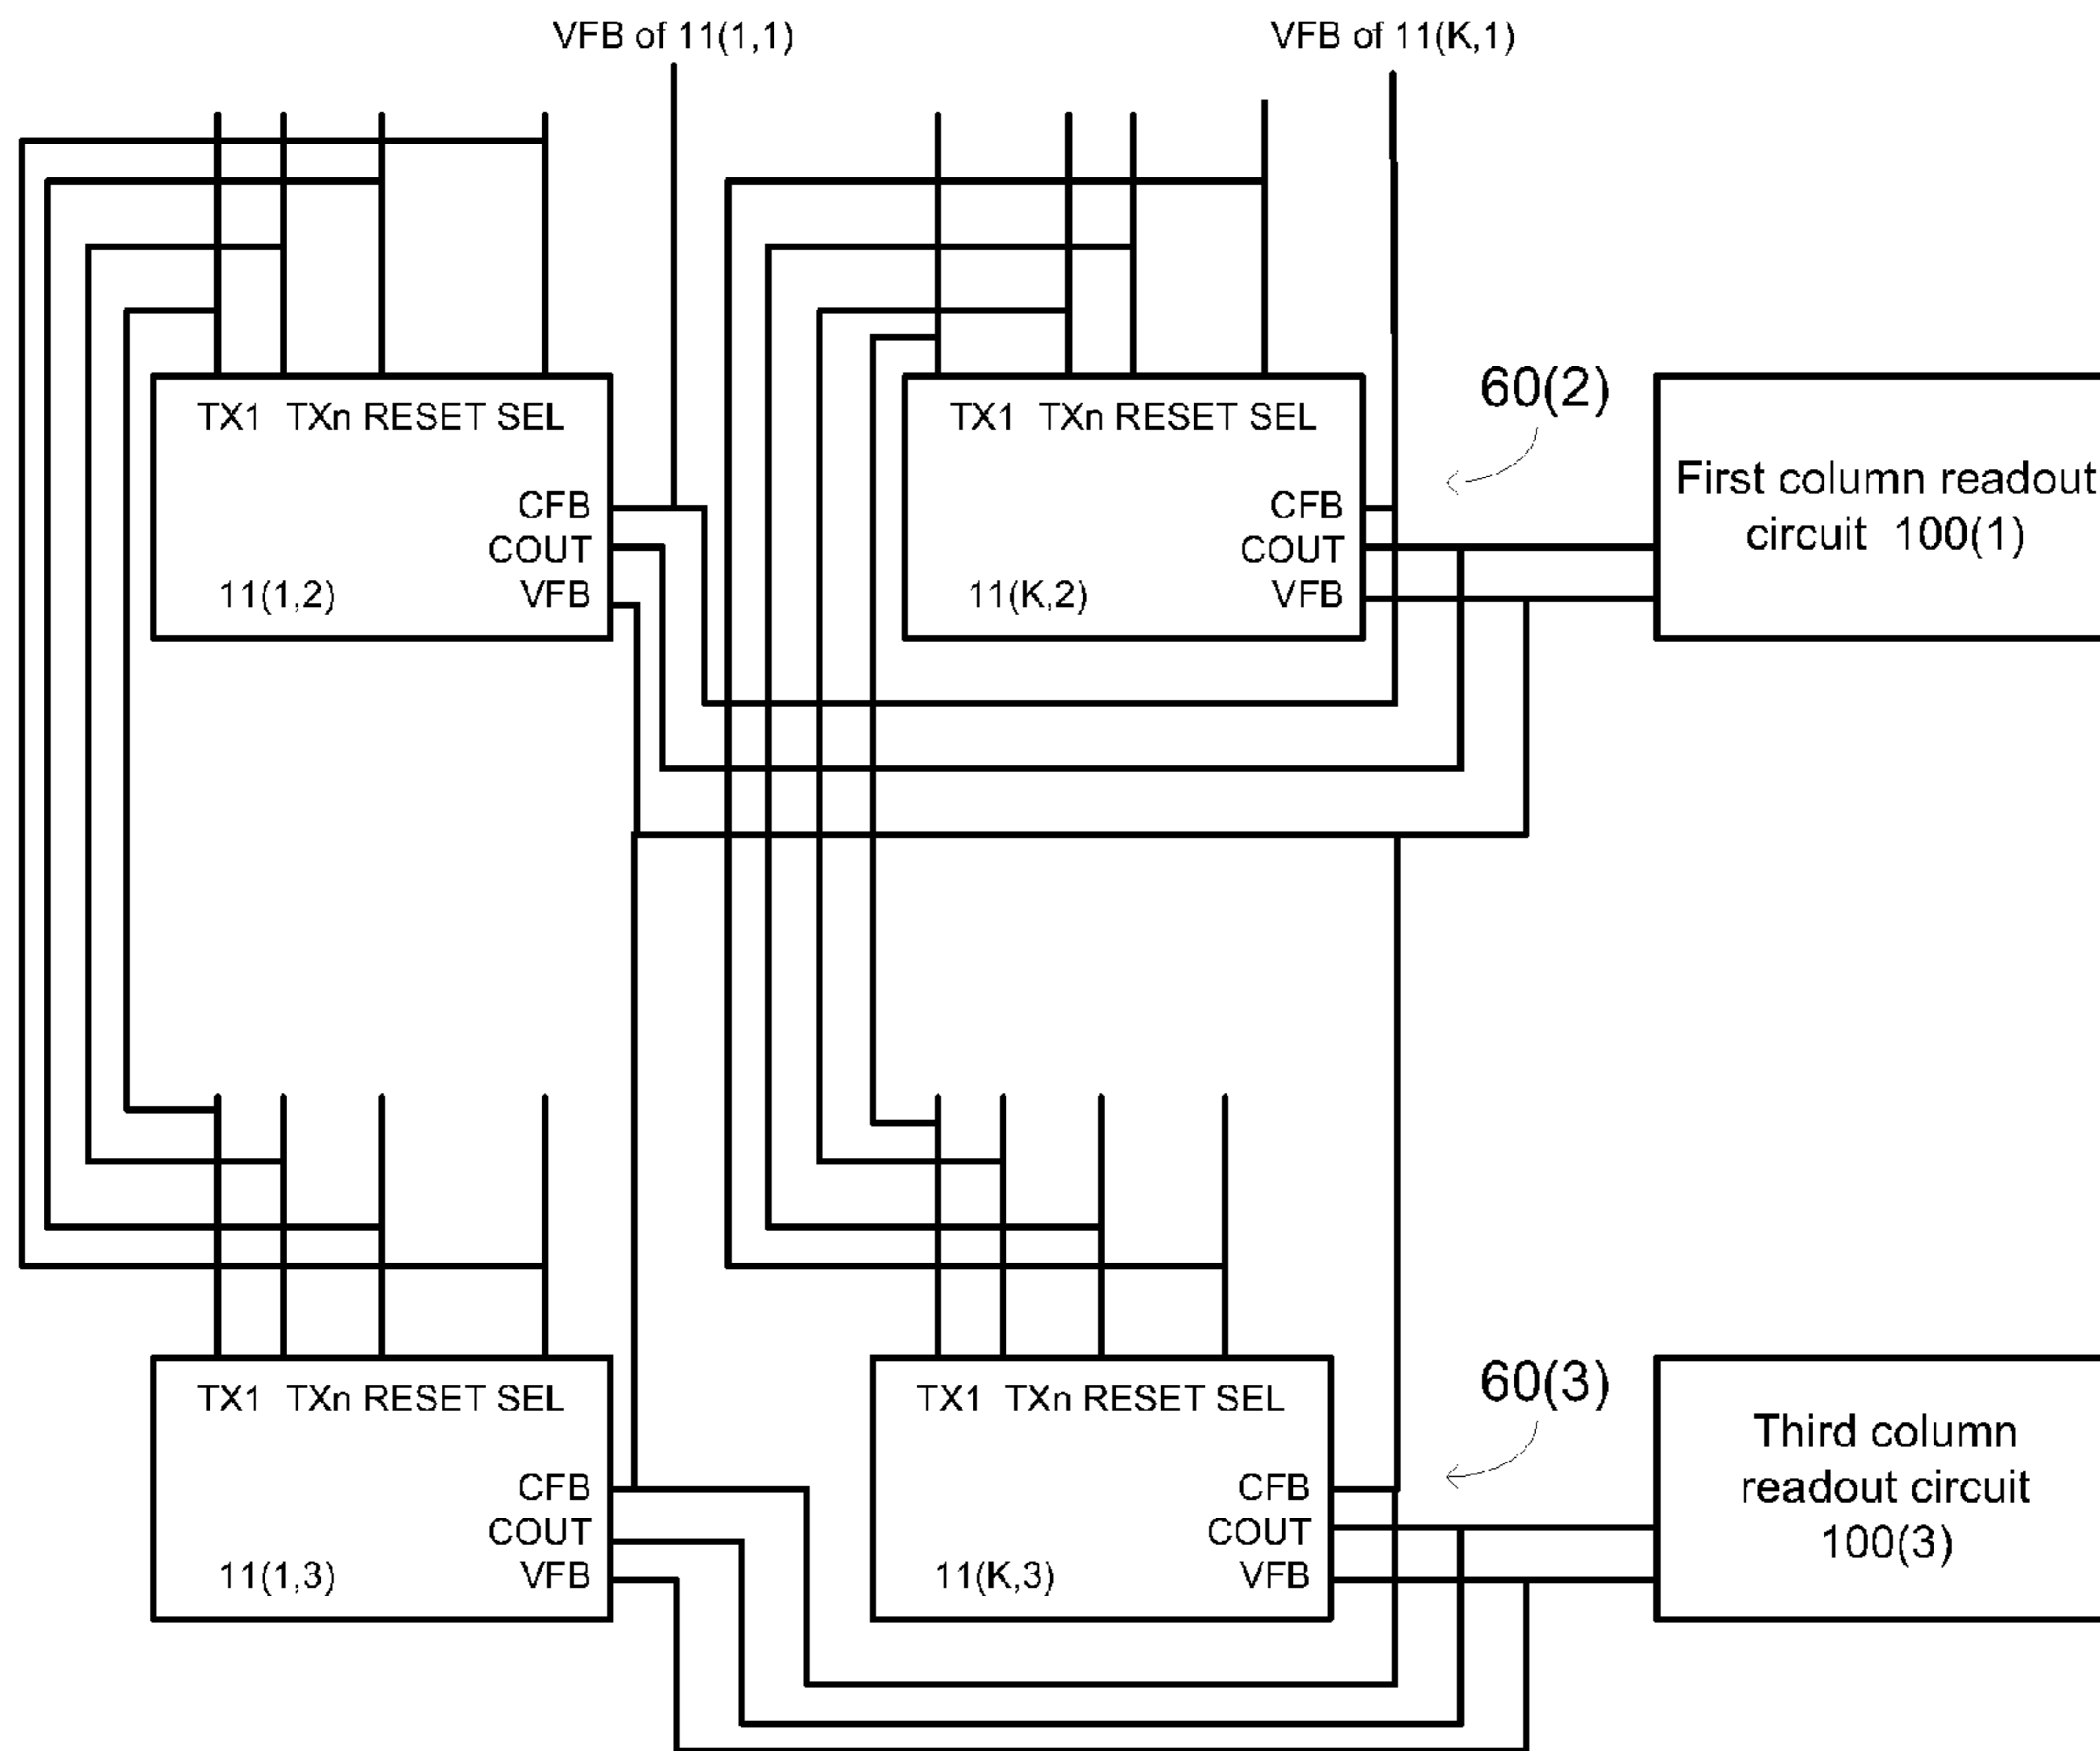 VFB of 11(1,1)
VFB of 11(K,1)
TX1 TXn RESET SEL
CFB
COUT
VFB
11(1,2)
TX1 TXn RESET SEL
CFB
COUT
VFB
11(K,2)
60(2)
First column readout
circuit 100(1)
TX1 TXn RESET SEL
CFB
COUT
VFB
11(1,3)
TX1 TXn RESET SEL
CFB
COUT
VFB
11(K,3)
60(3)
Third column
readout circuit
100(3)